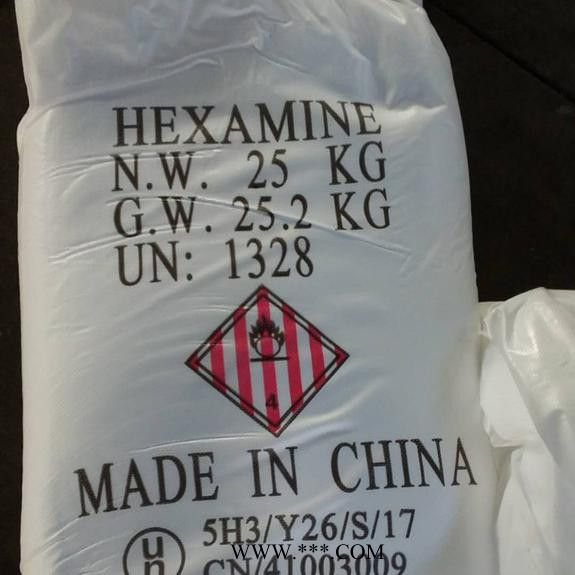 HEXAMINE
N.W. 25 KG
G.W. 25.2 KG
UN: 1328
4
MADE IN CHINA
un
5H3/Y26/S/17
CN/41003009
WWW.***.COM